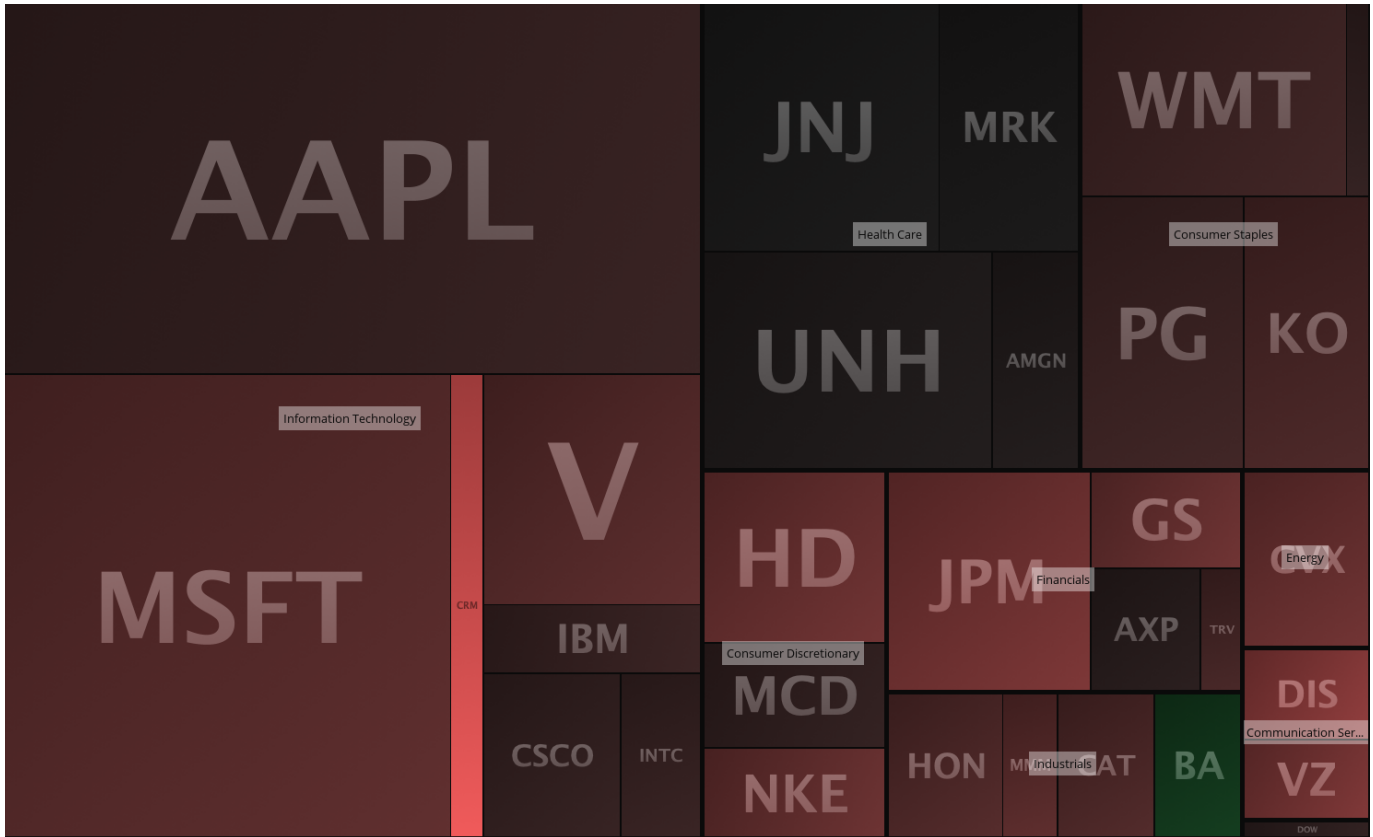 AAPL
JNJ
MRK
WMT
Health Care
Consumer Staples
UNH
AMGN
PG
KO
Information Technology
MSFT
CRM
V
IBM
CSCO
INTC
HD
Consumer Discretionary
MCD
NKE
JPM
Financials
GS
AXP
TRV
CVX
Energy
HON
MMM
Industrials
CAT
BA
DIS
Communication Ser...
VZ
DOW